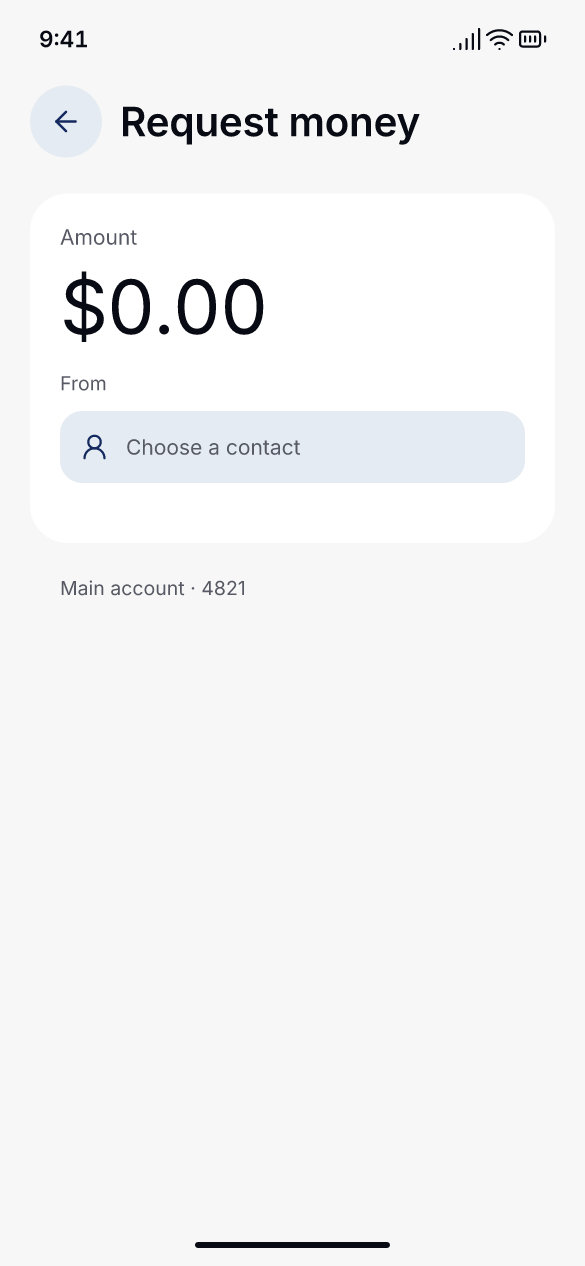 9:41
Request money
Amount
$0.00
From
Choose a contact
Main account · 4821